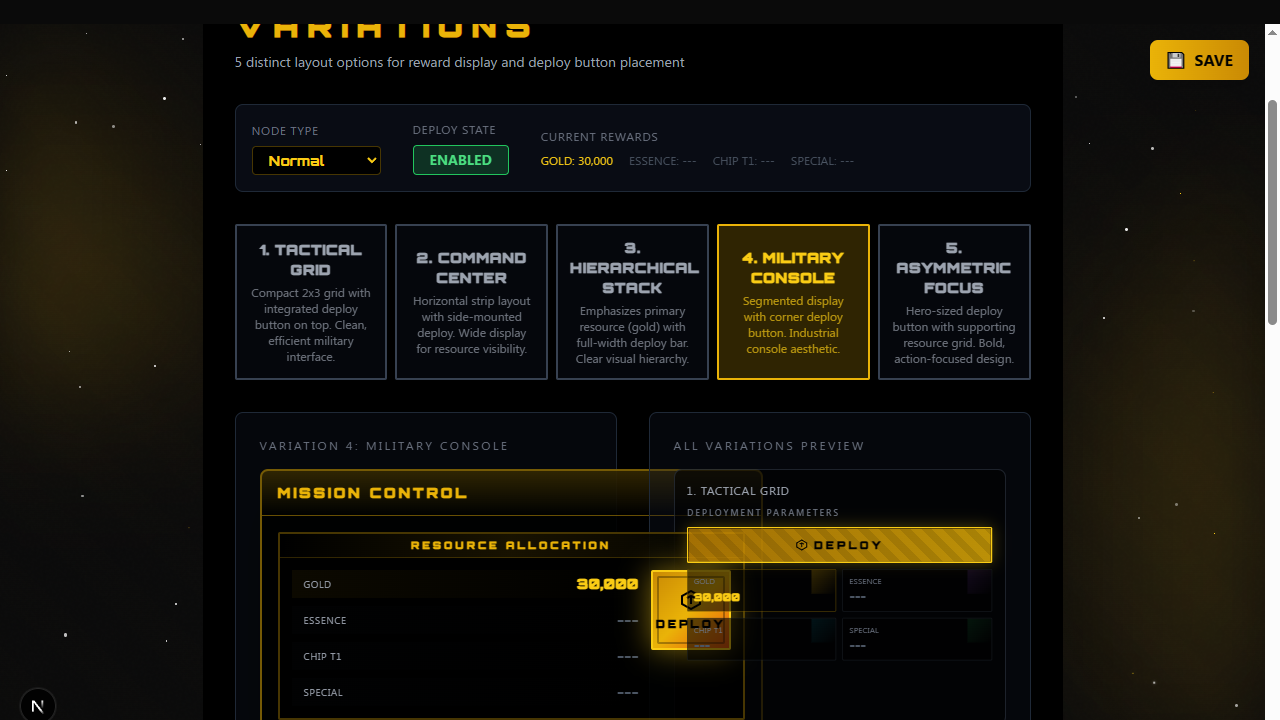 VARIATIONS
5 distinct layout options for reward display and deploy button placement
SAVE
NODE TYPE
Normal
DEPLOY STATE
ENABLED
CURRENT REWARDS
GOLD: 30,000 ESSENCE: --- CHIP T1: --- SPECIAL: ---
1. TACTICAL
GRID
Compact 2x3 grid with
integrated deploy
button on top. Clean,
efficient military
interface.
2. COMMAND
CENTER
Horizontal strip layout
with side-mounted
deploy. Wide display
for resource visibility.
3.
HIERARCHICAL
STACK
Emphasizes primary
resource (gold) with
full-width deploy bar.
Clear visual hierarchy.
4. MILITARY
CONSOLE
Segmented display
with corner deploy
button. Industrial
console aesthetic.
5.
ASYMMETRIC
FOCUS
Hero-sized deploy
button with supporting
resource grid. Bold,
action-focused design.
VARIATION 4: MILITARY CONSOLE
MISSION CONTROL
RESOURCE ALLOCATION
GOLD 30,000
ESSENCE ---
CHIP T1 ---
SPECIAL ---
DEPLOY
ALL VARIATIONS PREVIEW
1. TACTICAL GRID
DEPLOYMENT PARAMETERS
DEPLOY
GOLD
30,000
ESSENCE
---
CHIP T1
---
SPECIAL
---
N